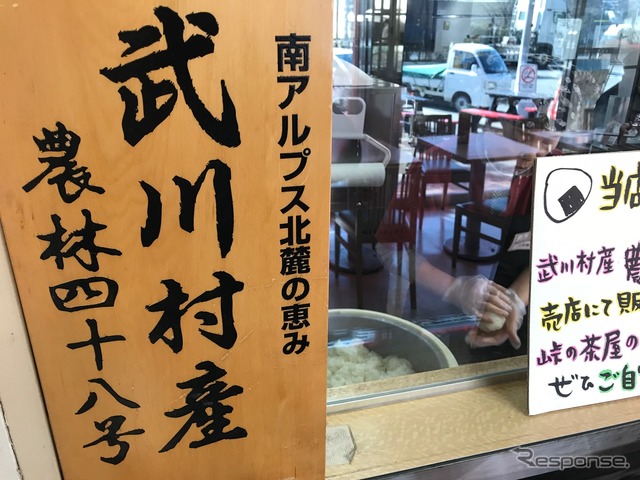 南アルプス北麓の恵み
武川村産
農林四十八号
当店
武川村産 農
売店にて販
峠の茶屋の
ぜひご自
Response.